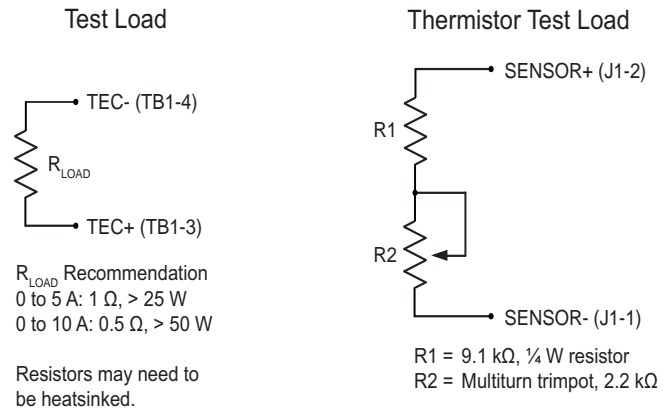 Test Load
TEC- (TB1-4)
R_LOAD
TEC+ (TB1-3)
R_LOAD Recommendation
0 to 5 A: 1 Ω, > 25 W
0 to 10 A: 0.5 Ω, > 50 W
Resistors may need to
be heatsinked.
Thermistor Test Load
SENSOR+ (J1-2)
R1
R2
SENSOR- (J1-1)
R1 = 9.1 kΩ, ¼ W resistor
R2 = Multiturn trimpot, 2.2 kΩ